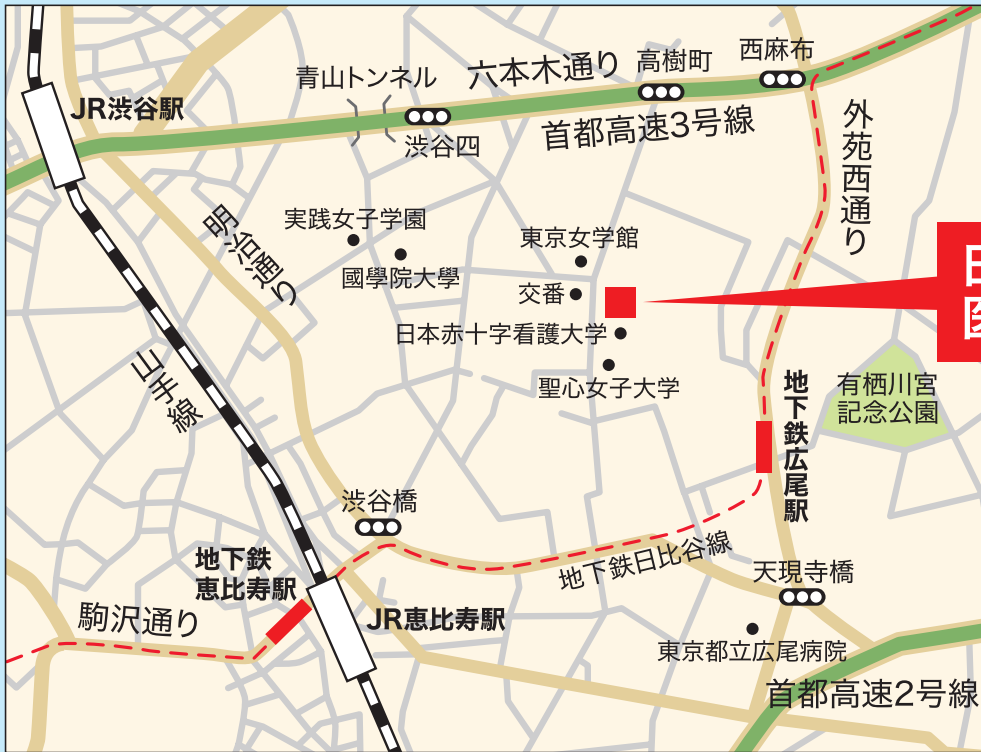 西麻布
高樹町
六本木通り
青山トンネル
JR渋谷駅
首都高速3号線
渋谷四
外苑西通り
明治通り
実践女子学園
國學院大學
東京女学館
交番
日本赤十字看護大学
聖心女子大学
山手線
地下鉄広尾駅
有栖川宮
記念公園
渋谷橋
地下鉄
恵比寿駅
地下鉄日比谷線
天現寺橋
駒沢通り
JR恵比寿駅
東京都立広尾病院
首都高速2号線